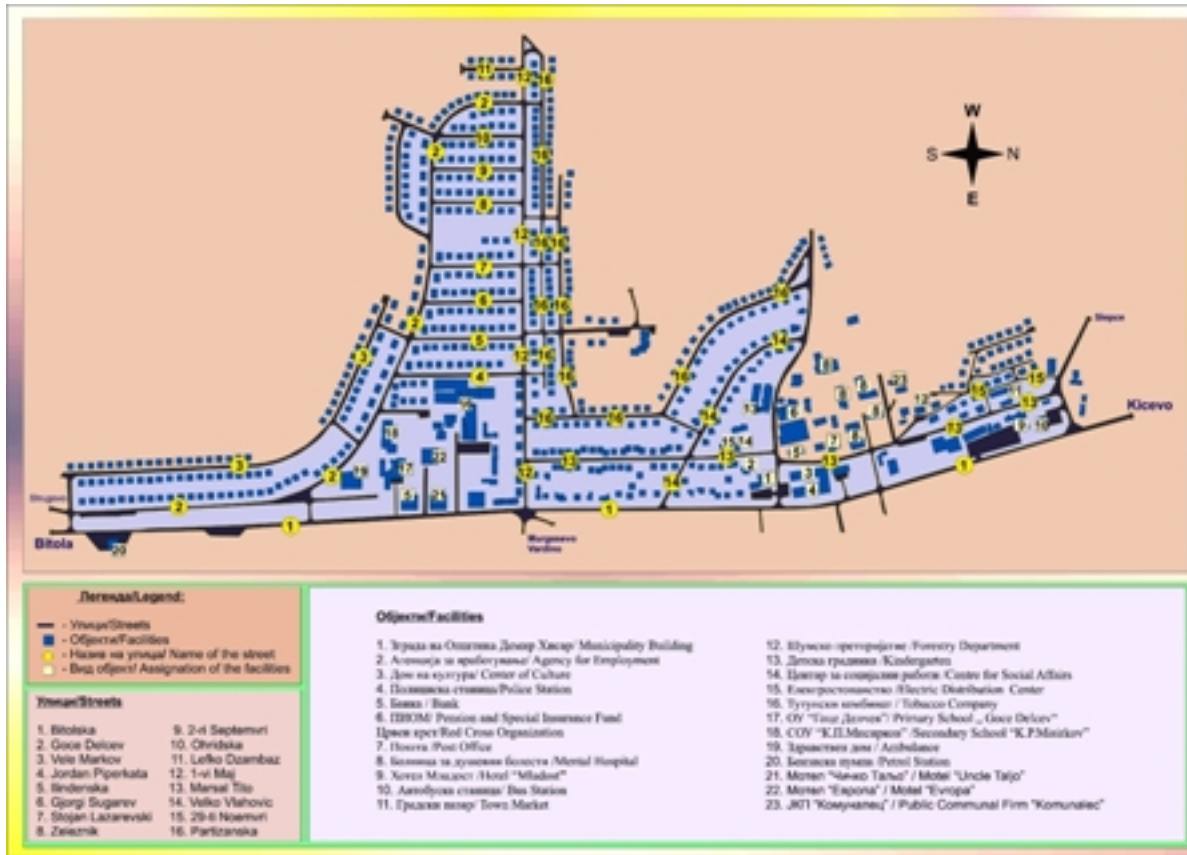 W
S N
E
Slepce
Kicevo
Strugovo
Bitola
Murgasevo
Vardino
Легенда/Legend:
- Улици/Streets
- Објекти/Facilities
- Назив на улица/ Name of the street
- Вид објект/ Assignation of the facilities
Улици/Streets
1. Bitolska
2. Goce Delcev
3. Vele Markov
4. Jordan Piperkata
5. Ilindenska
6. Gjorgi Sugarev
7. Stojan Lazarevski
8. Zeleznik
9. 2-ri Septemvri
10. Ohridska
11. Lefko Dzambaz
12. 1-vi Maj
13. Marsal Tito
14. Velko Vlahovic
15. 29-ti Noemvri
16. Partizanska
Објекти/Facilities
1. Зграда на Општина Демир Хисар/ Municipality Building
2. Агенција за вработување/ Agency for Employment
3. Дом на култура/ Center of Culture
4. Полициска станица/Police Station
5. Банка / Bank
6. ПИОМ/ Pension and Special Insurance Fund
Црвен крст/Red Cross Organization
7. Пошта /Post Office
8. Болница за душевни болести /Mental Hospital
9. Хотел Младост/ Hotel "Mladost"
10. Автобуска станица/ Bus Station
11. Градски пазар/ Town Market
12. Шумско претпријатие /Forestry Department
13. Детска градинка /Kindergarten
14. Центар за социјални работи/ Centre for Social Affairs
15. Електростопанство /Electric Distribution Center
16. Тутунски комбинат / Tobacco Company
17. ОУ "Гоце Делчев"/ Primary School „ Goce Delcev"
18. СОУ "К.П.Мисирков" /Secondary School "K.P.Misirkov"
19. Здравствен дом / Ambulance
20. Бензинска пумпа /Petrol Station
21. Мотел "Чичко Таљо" / Motel "Uncle Taljo"
22. Мотел "Европа" / Motel "Evropa"
23. ЈКП "Комуналец" / Public Communal Firm "Komunalec"